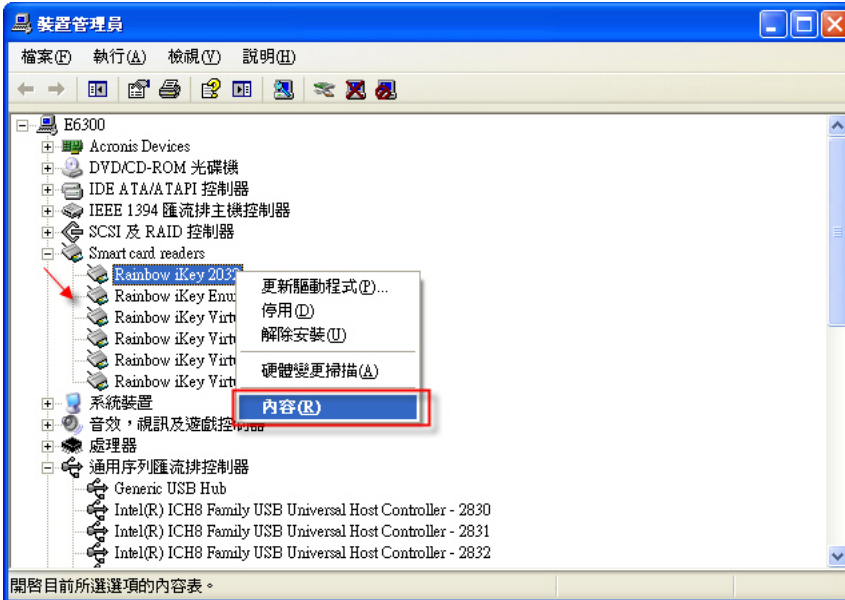 裝置管理員
檔案(F) 執行(A) 檢視(V) 說明(H)
E6300
Acronis Devices
DVD/CD-ROM 光碟機
IDE ATA/ATAPI 控制器
IEEE 1394 匯流排主機控制器
SCSI 及 RAID 控制器
Smart card readers
Rainbow iKey 2032
Rainbow iKey Enu
Rainbow iKey Virt
Rainbow iKey Virt
Rainbow iKey Virt
Rainbow iKey Virt
更新驅動程式(P)...
停用(D)
解除安裝(U)
硬體變更掃描(A)
內容(R)
系統裝置
音效，視訊及遊戲控制器
處理器
通用序列匯流排控制器
Generic USB Hub
Intel(R) ICH8 Family USB Universal Host Controller - 2830
Intel(R) ICH8 Family USB Universal Host Controller - 2831
Intel(R) ICH8 Family USB Universal Host Controller - 2832
開啓目前所選選項的內容表。